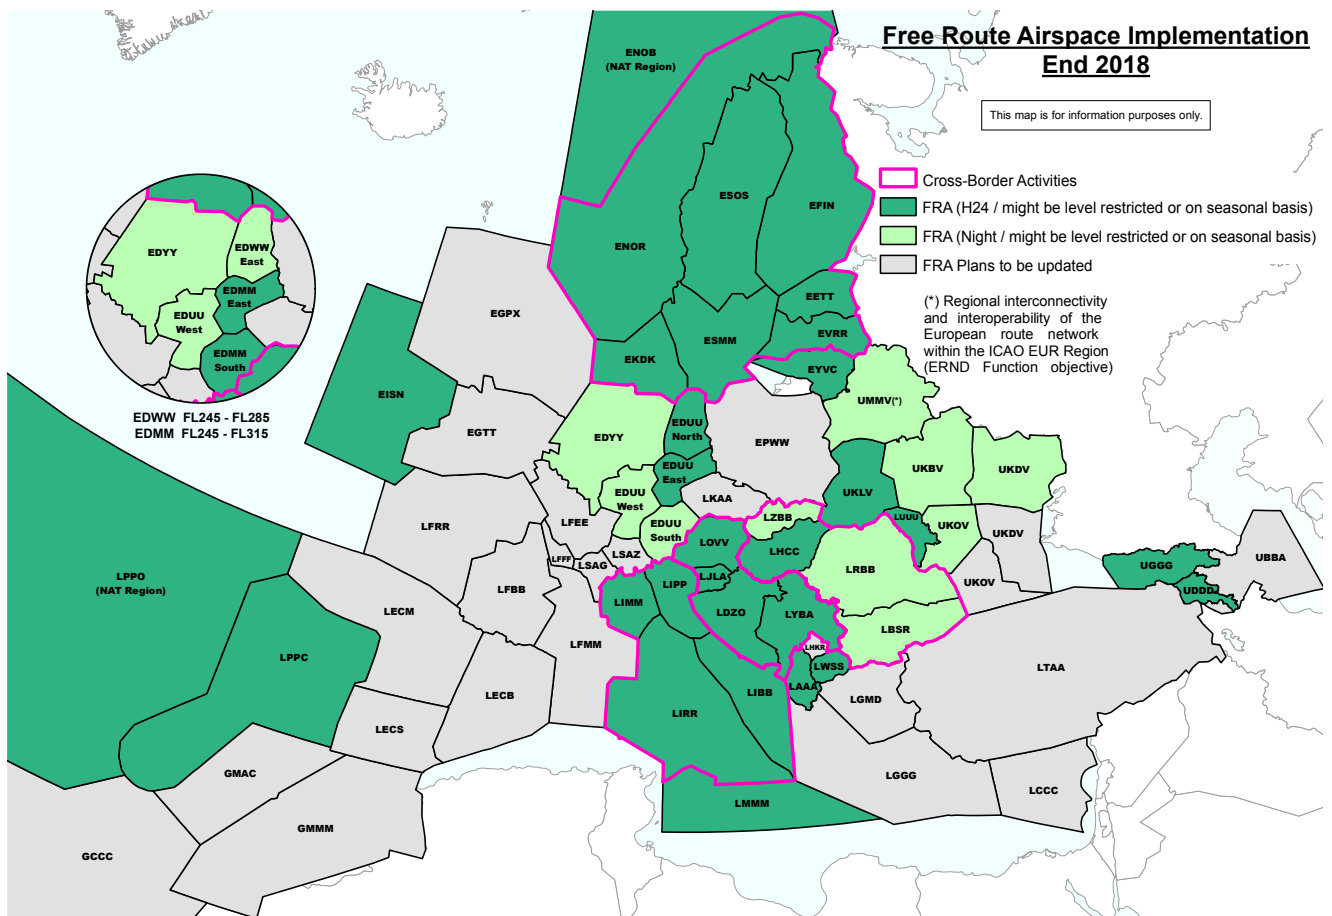 Free Route Airspace Implementation
End 2018
This map is for information purposes only.
Cross-Border Activities
FRA (H24 / might be level restricted or on seasonal basis)
FRA (Night / might be level restricted or on seasonal basis)
FRA Plans to be updated
(*) Regional interconnectivity
and interoperability of the
European route network
within the ICAO EUR Region
(ERND Function objective)
ENOB
(NAT Region)
ESOS
EFIN
ENOR
EETT
EVRR
ESMM
EKDK
EYVC
EGPX
EISN
EGTT
EDYY
EDWW
East
EDMM
East
EDUU
West
EDMM
South
EDWW FL245 - FL285
EDMM FL245 - FL315
UMMV(*)
EDYY
EDUU
North
EPWW
EDUU
East
UKBV
UKDV
UKLV
EDUU
West
LKAA
LZBB
LUUU
UKOV
UKDV
LFRR
LFEE
EDUU
South
LOVV
LHCC
LFFF
LSAG
LSAZ
LRBB
UKOV
UGGG
UBBA
UDDD
LPPO
(NAT Region)
LFBB
LIMM
LIPP
LJLA
LECM
LDZO
LYBA
LBSR
LPPC
LFMM
LHKR
LWSS
LTAA
LECB
LAAA
LIBB
LGMD
LIRR
LECS
GMAC
LGGG
LCCC
LMMM
GMMM
GCCC